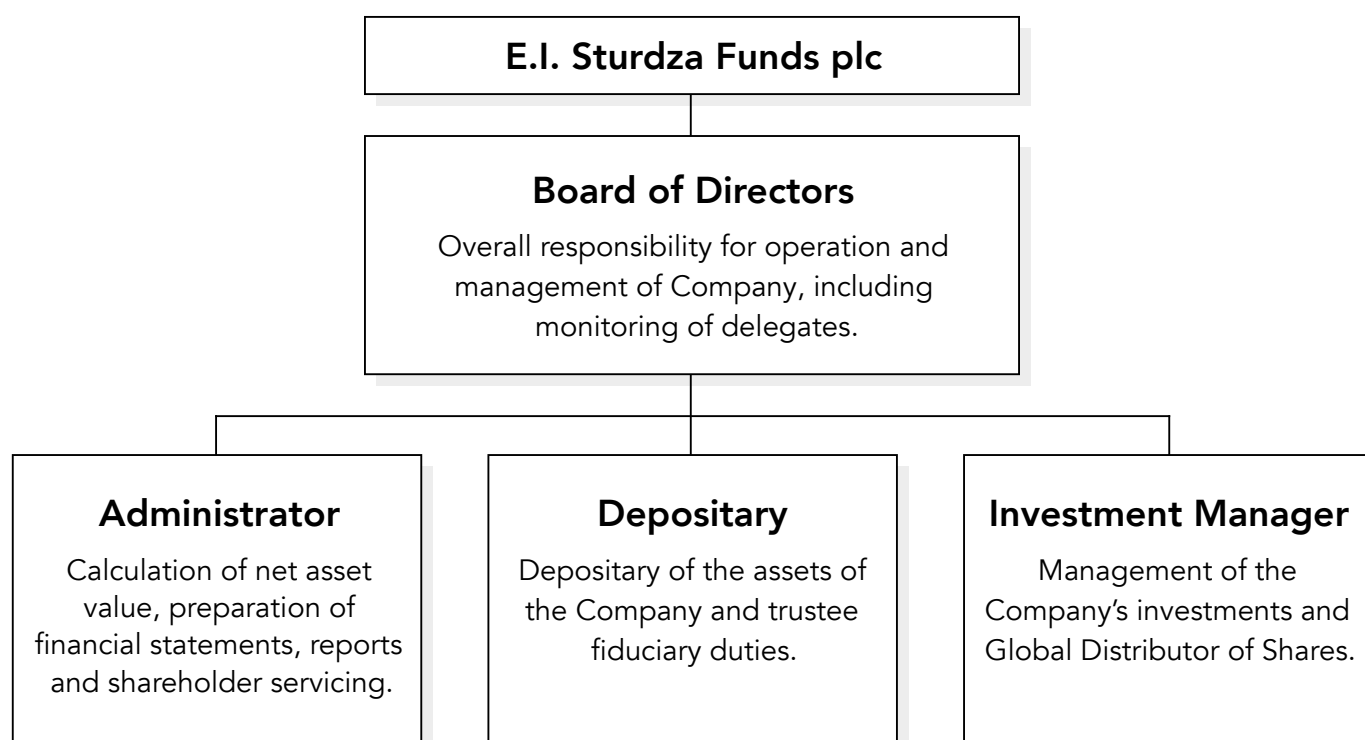 E.I. Sturdza Funds plc
Board of Directors
Overall responsibility for operation and
management of Company, including
monitoring of delegates.
Administrator
Calculation of net asset
value, preparation of
financial statements, reports
and shareholder servicing.
Depositary
Depositary of the assets of
the Company and trustee
fiduciary duties.
Investment Manager
Management of the
Company’s investments and
Global Distributor of Shares.